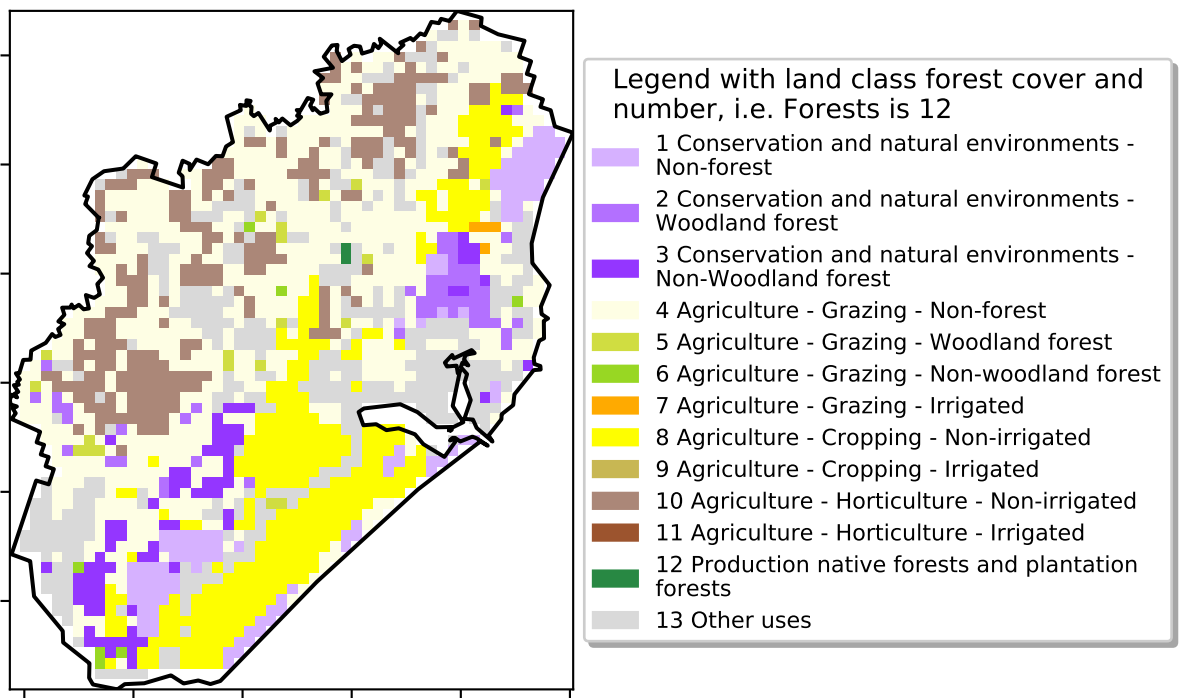 Legend with land class forest cover and
number, i.e. Forests is 12
1 Conservation and natural environments -
Non-forest
2 Conservation and natural environments -
Woodland forest
3 Conservation and natural environments -
Non-Woodland forest
4 Agriculture - Grazing - Non-forest
5 Agriculture - Grazing - Woodland forest
6 Agriculture - Grazing - Non-woodland forest
7 Agriculture - Grazing - Irrigated
8 Agriculture - Cropping - Non-irrigated
9 Agriculture - Cropping - Irrigated
10 Agriculture - Horticulture - Non-irrigated
11 Agriculture - Horticulture - Irrigated
12 Production native forests and plantation
forests
13 Other uses